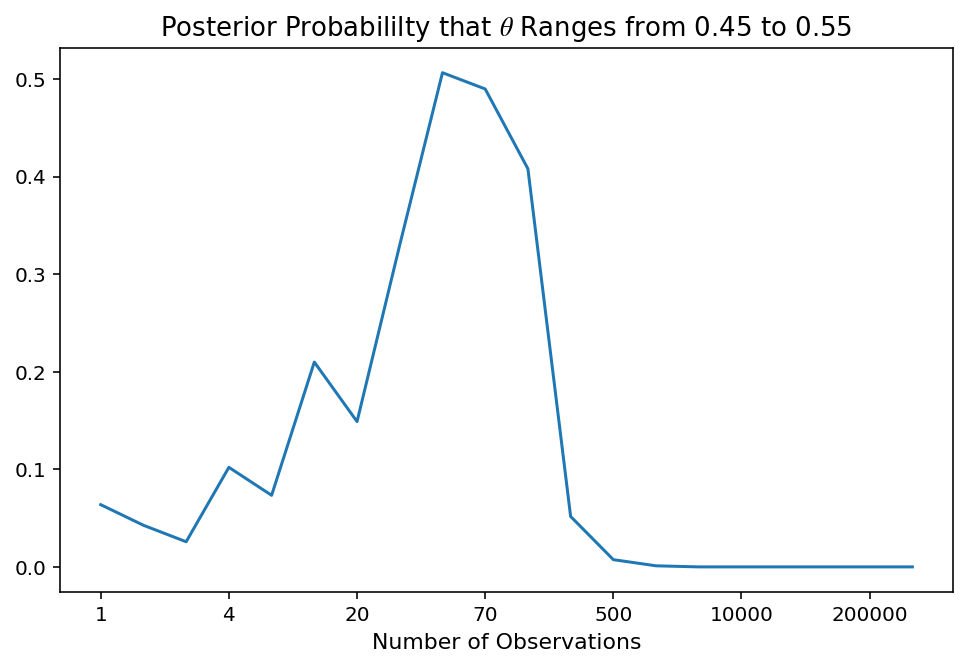 Posterior Probabililty that θ Ranges from 0.45 to 0.55
0.5
0.4
0.3
0.2
0.1
0.0
1 4 20 70 500 10000 200000
Number of Observations